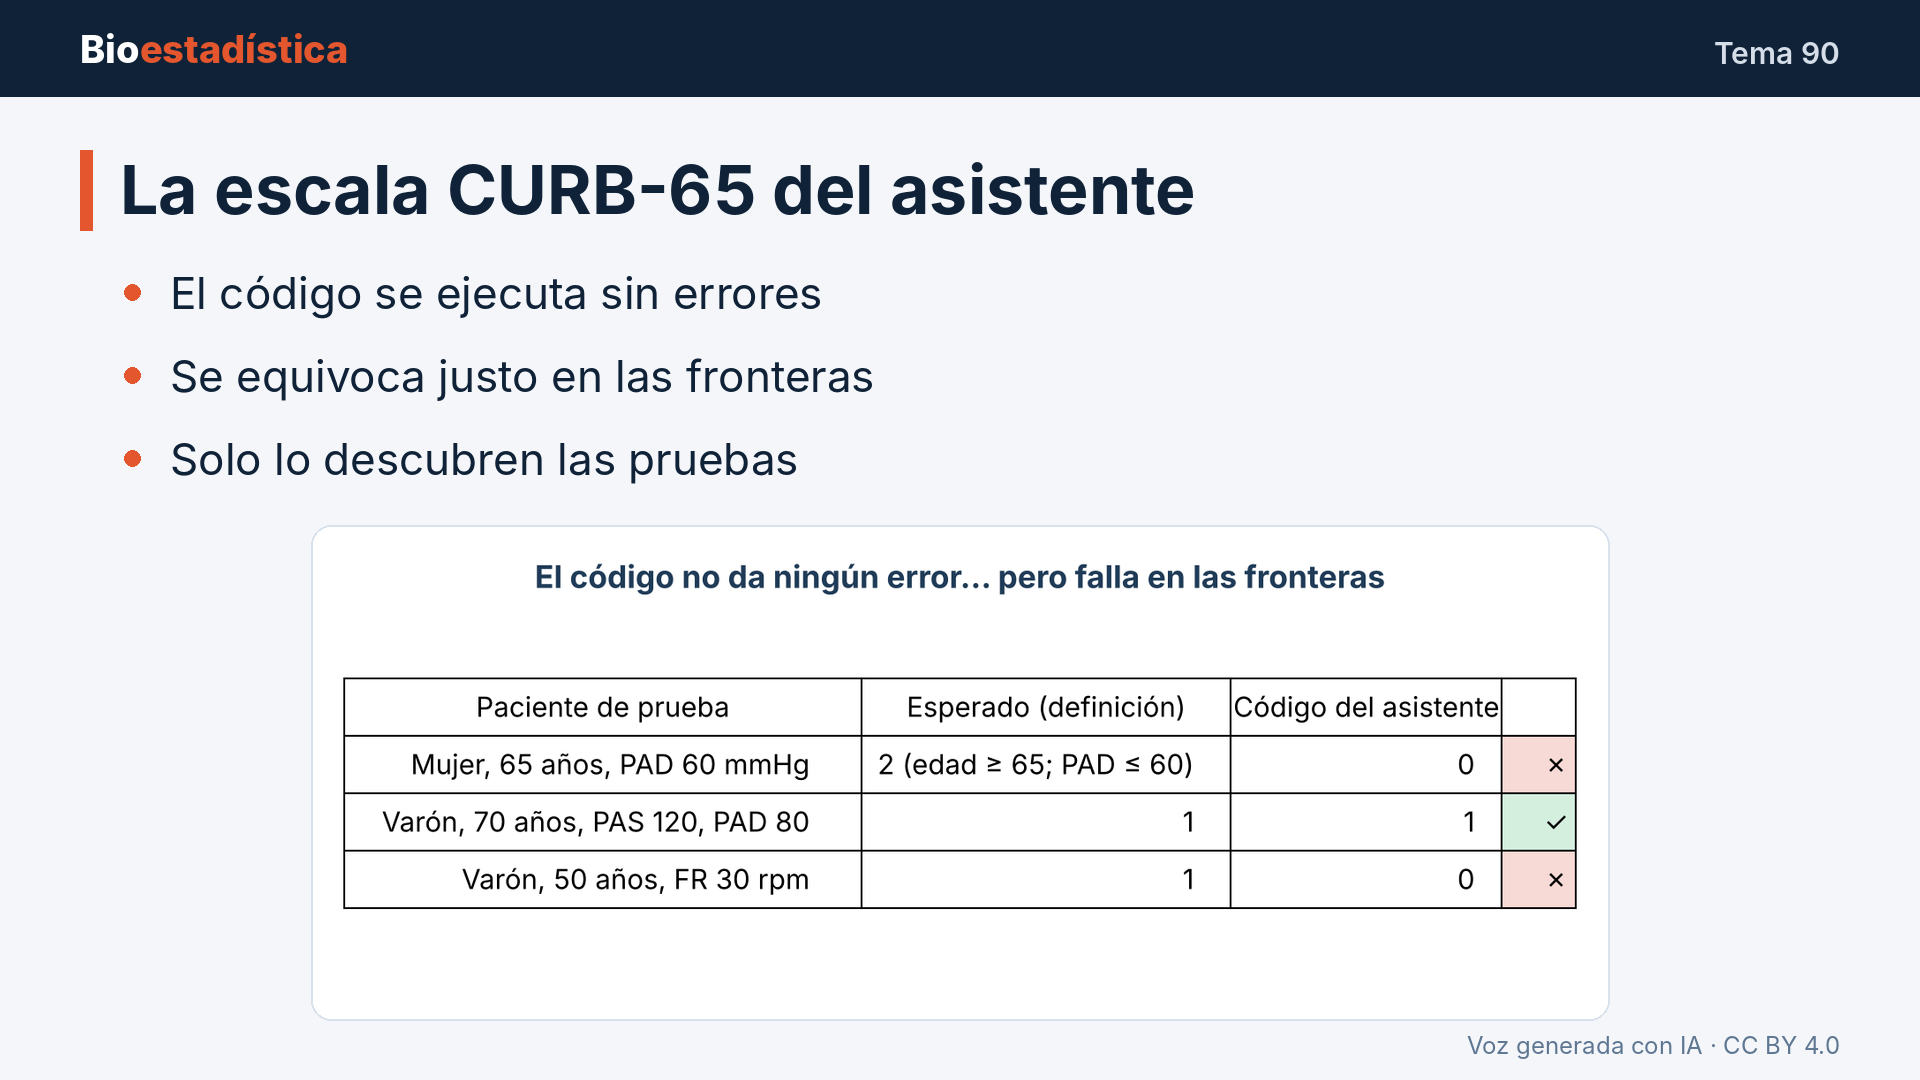 Bioestadística
Tema 90
La escala CURB-65 del asistente
El código se ejecuta sin errores
Se equivoca justo en las fronteras
Solo lo descubren las pruebas
El código no da ningún error... pero falla en las fronteras
Paciente de prueba Esperado (definición) Código del asistente
Mujer, 65 años, PAD 60 mmHg 2 (edad ≥ 65; PAD ≤ 60) 0 ×
Varón, 70 años, PAS 120, PAD 80 1 1 ✓
Varón, 50 años, FR 30 rpm 1 0 ×
Voz generada con IA · CC BY 4.0